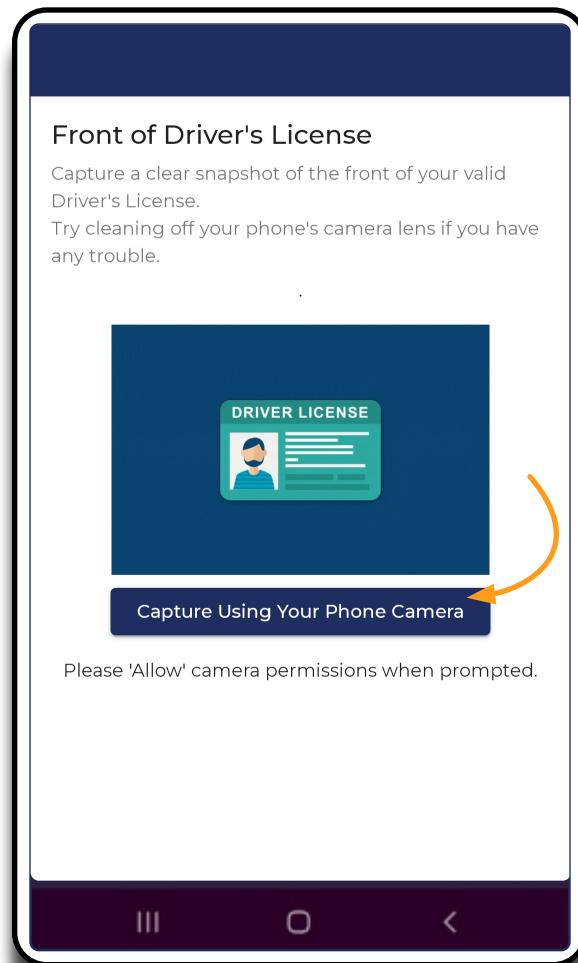 Front of Driver's License
Capture a clear snapshot of the front of your valid
Driver's License.
Try cleaning off your phone's camera lens if you have
any trouble.
.
DRIVER LICENSE
Capture Using Your Phone Camera
Please 'Allow' camera permissions when prompted.